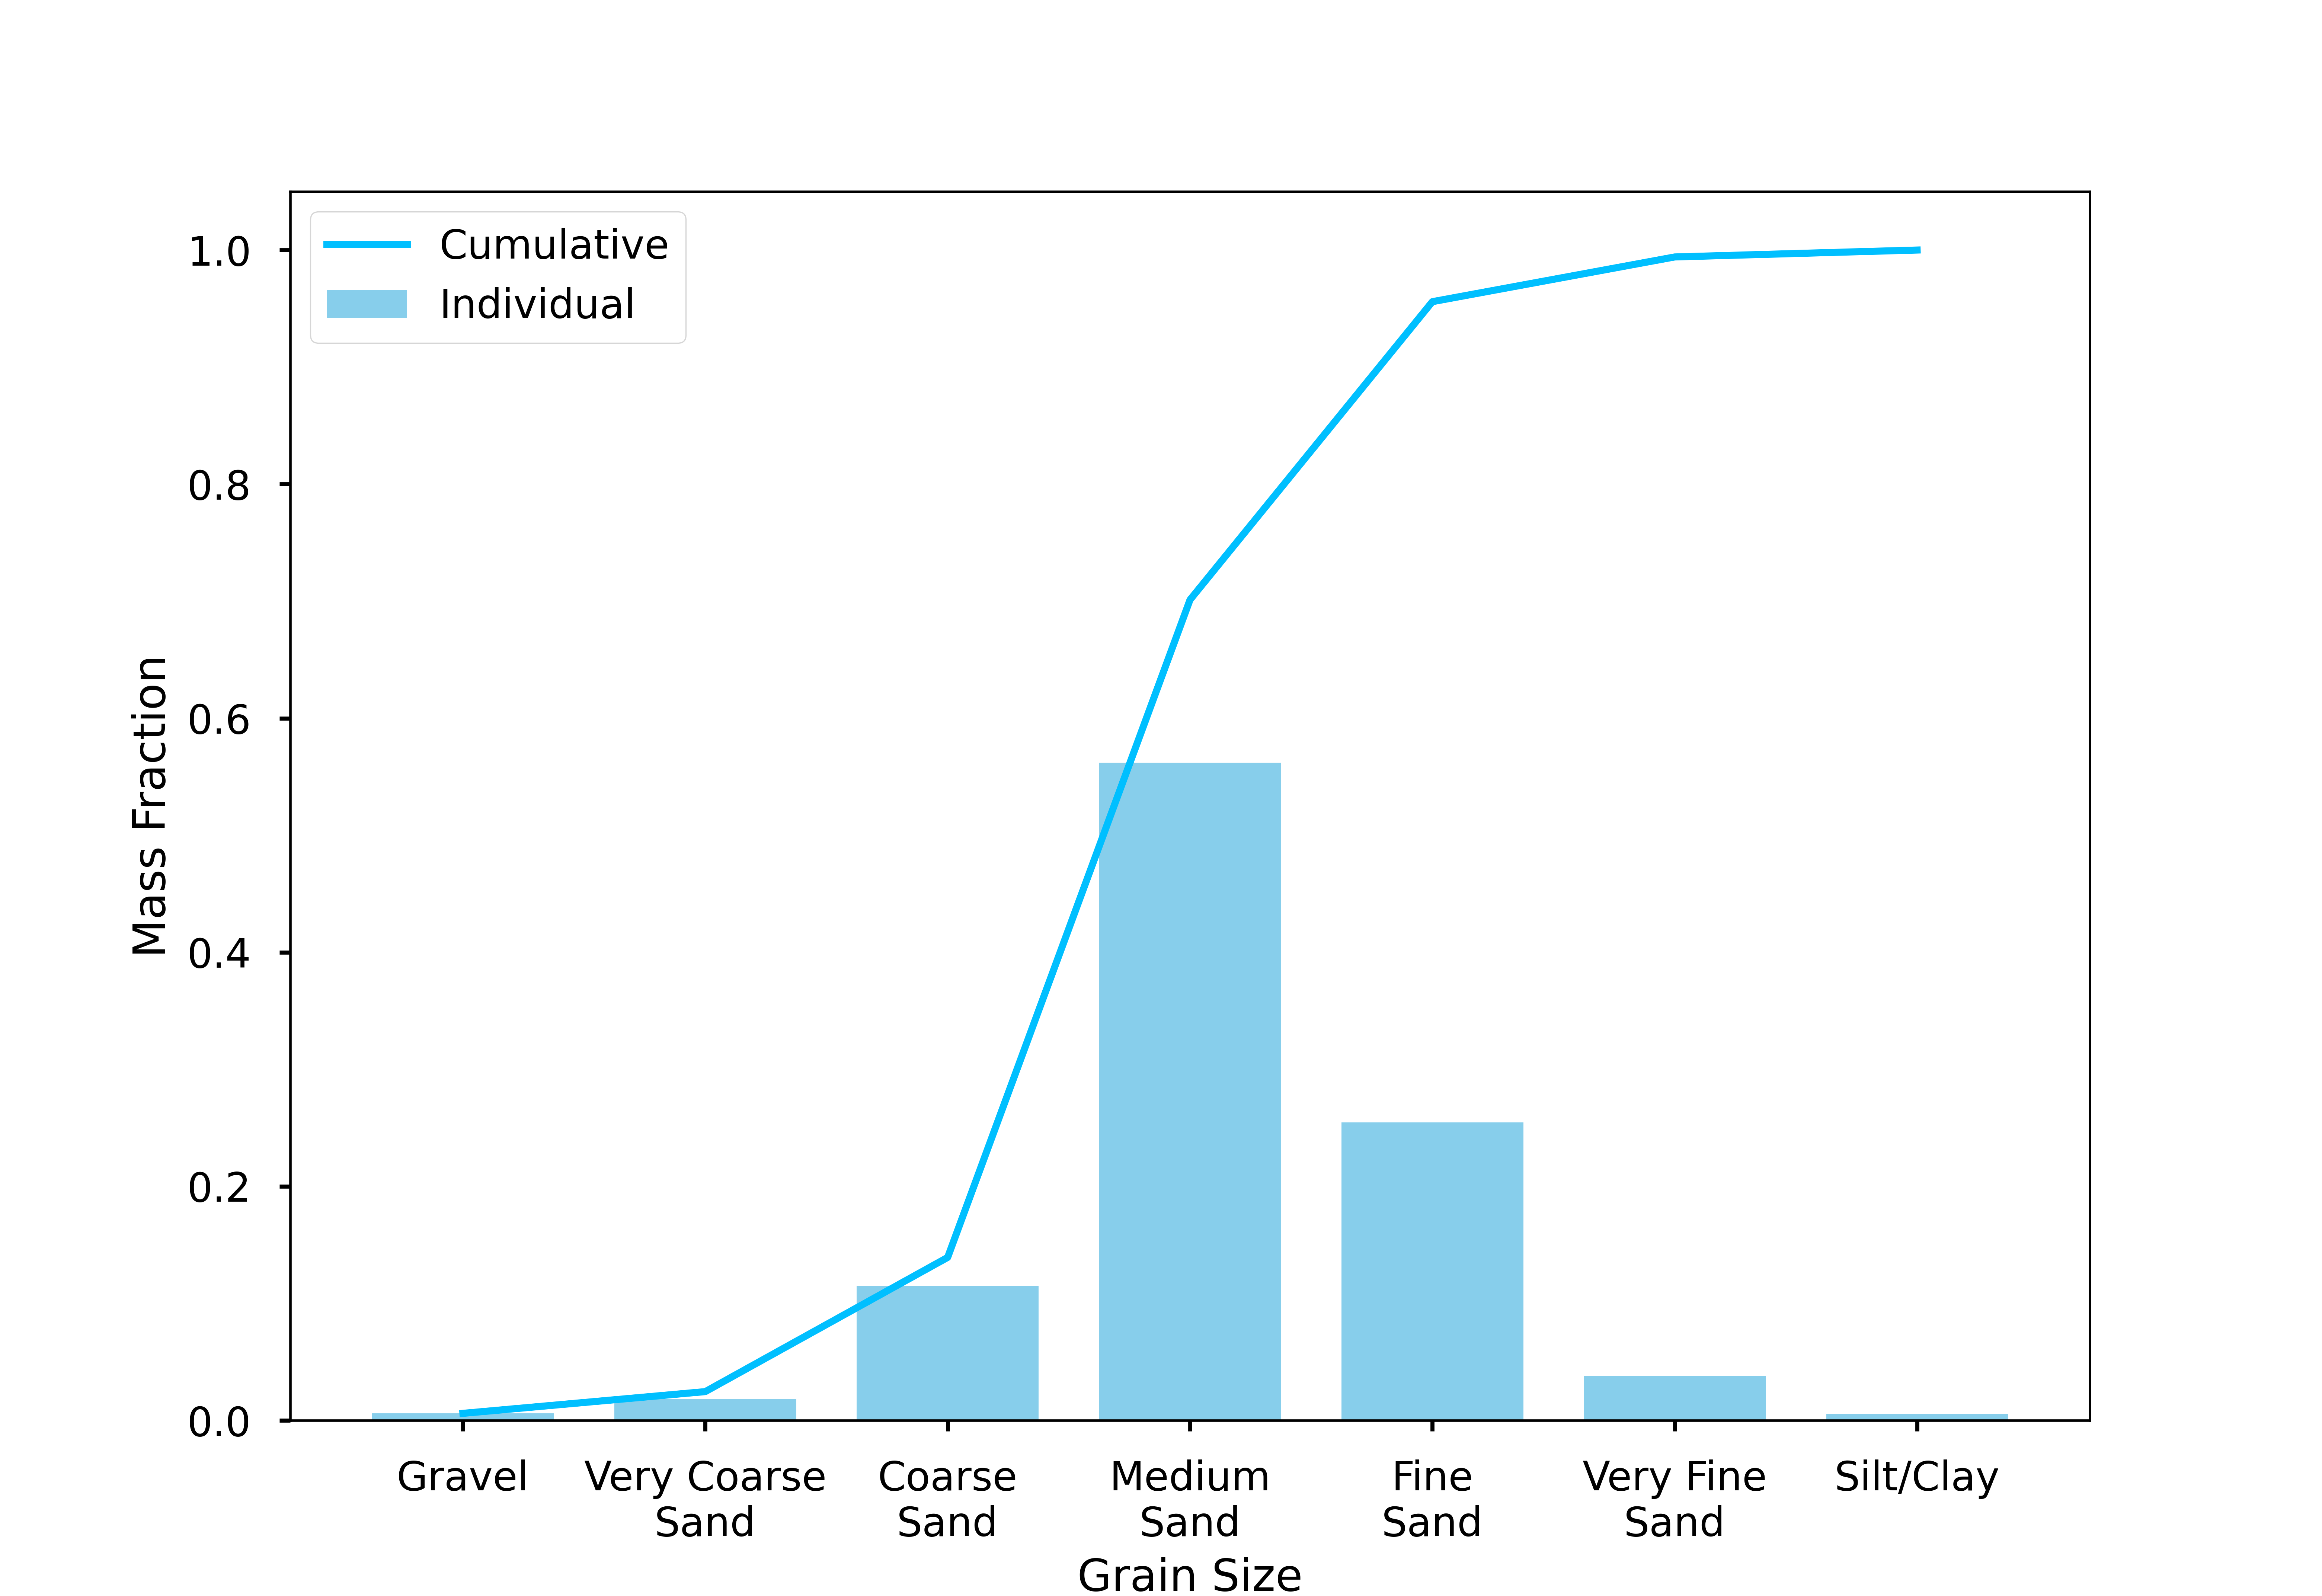 Cumulative
Individual
1.0
0.8
0.6
0.4
0.2
0.0
Mass Fraction
Gravel
Very Coarse
Sand
Coarse
Sand
Medium
Sand
Fine
Sand
Very Fine
Sand
Silt/Clay
Grain Size